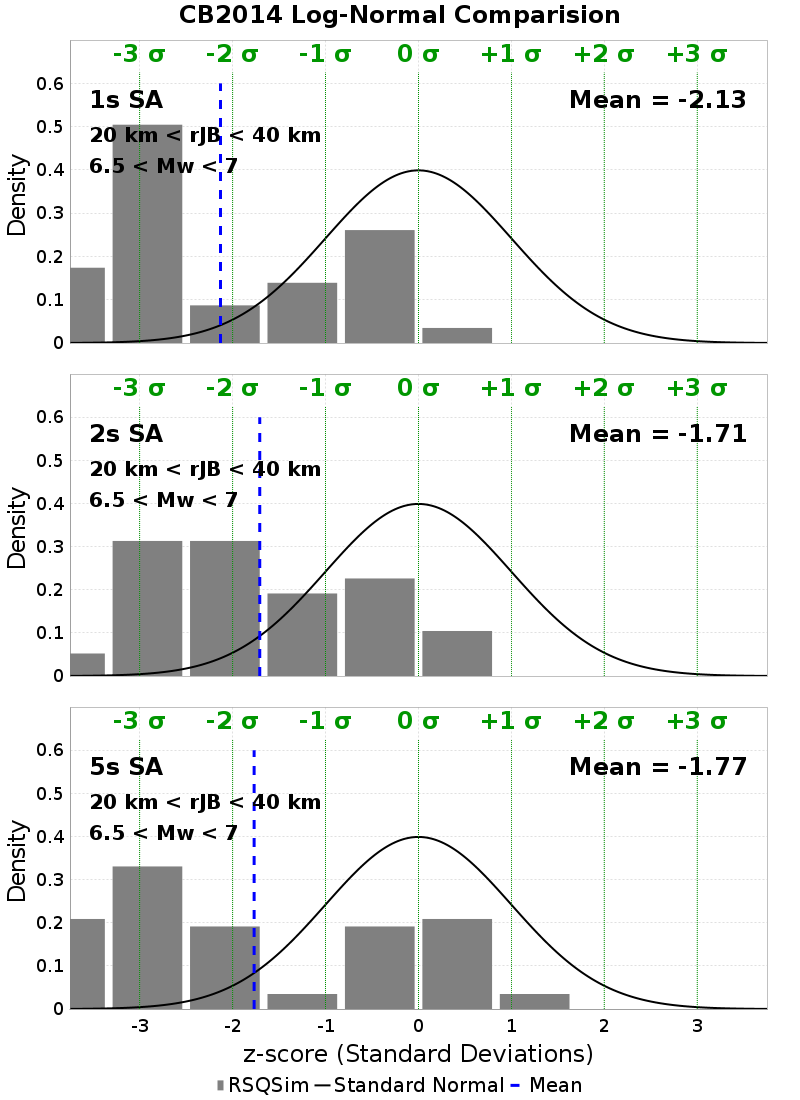 CB2014 Log-Normal Comparision
-3 σ -2 σ -1 σ 0 σ +1 σ +2 σ +3 σ
0.6
1s SA Mean = -2.13
0.5
20 km < rJB < 40 km
6.5 < Mw < 7
0.4
0.3
0.2
0.1
0
Density
-3 σ -2 σ -1 σ 0 σ +1 σ +2 σ +3 σ
0.6
2s SA Mean = -1.71
0.5
20 km < rJB < 40 km
6.5 < Mw < 7
0.4
0.3
0.2
0.1
0
Density
-3 σ -2 σ -1 σ 0 σ +1 σ +2 σ +3 σ
0.6
5s SA Mean = -1.77
0.5
20 km < rJB < 40 km
6.5 < Mw < 7
0.4
0.3
0.2
0.1
0
Density
-3 -2 -1 0 1 2 3
z-score (Standard Deviations)
RSQSim Standard Normal Mean